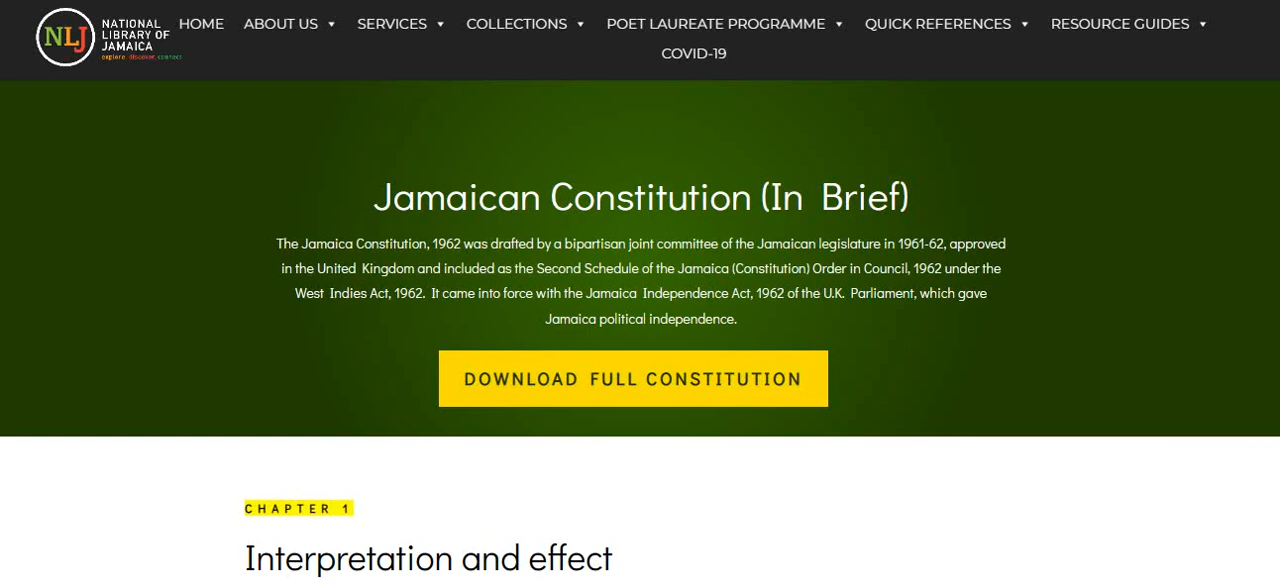 NATIONAL
LIBRARY OF
JAMAICA
explore. discover. connect
NLJ
HOME ABOUT US SERVICES COLLECTIONS POET LAUREATE PROGRAMME QUICK REFERENCES RESOURCE GUIDES
COVID-19
Jamaican Constitution (In Brief)
The Jamaica Constitution, 1962 was drafted by a bipartisan joint committee of the Jamaican legislature in 1961-62, approved
in the United Kingdom and included as the Second Schedule of the Jamaica (Constitution) Order in Council, 1962 under the
West Indies Act, 1962. It came into force with the Jamaica Independence Act, 1962 of the U.K. Parliament, which gave
Jamaica political independence.
DOWNLOAD FULL CONSTITUTION
CHAPTER 1
Interpretation and effect